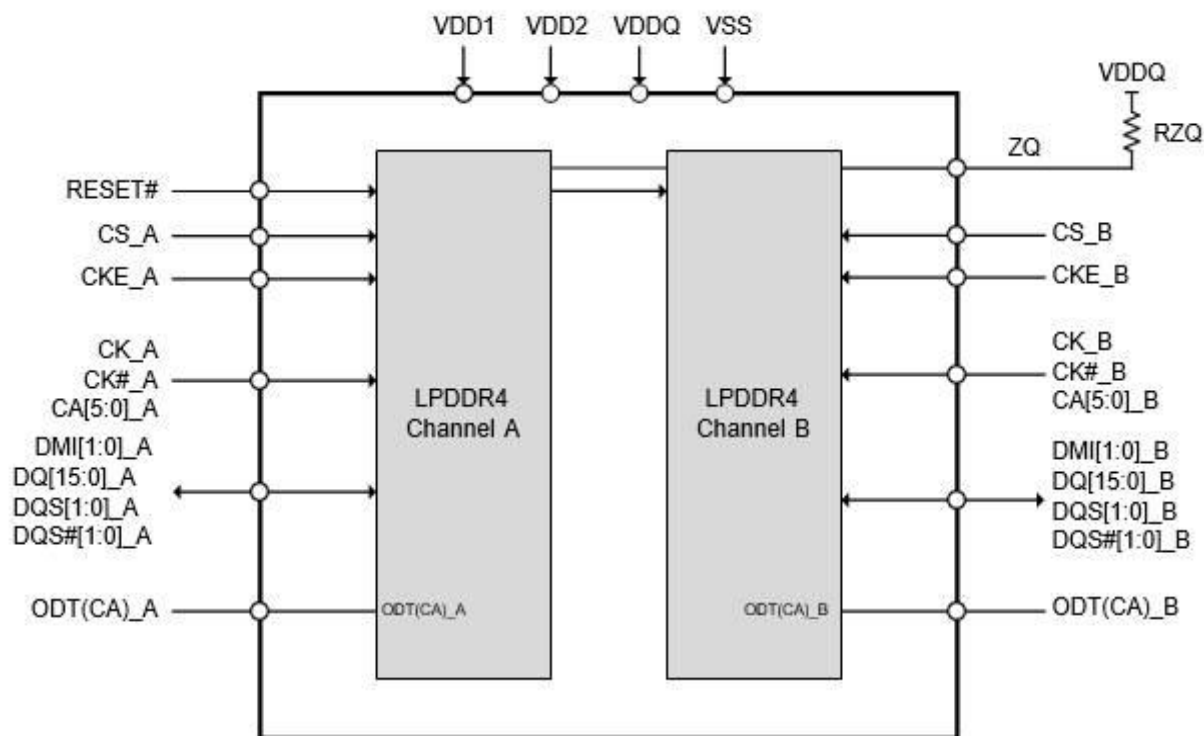 VDD1 VDD2 VDDQ VSS
VDDQ
RZQ
ZQ
RESET#
CS_A
CKE_A
CK_A
CK#_A
CA[5:0]_A
DMI[1:0]_A
DQ[15:0]_A
DQS[1:0]_A
DQS#[1:0]_A
ODT(CA)_A
LPDDR4
Channel A
ODT(CA)_A
LPDDR4
Channel B
ODT(CA)_B
CS_B
CKE_B
CK_B
CK#_B
CA[5:0]_B
DMI[1:0]_B
DQ[15:0]_B
DQS[1:0]_B
DQS#[1:0]_B
ODT(CA)_B